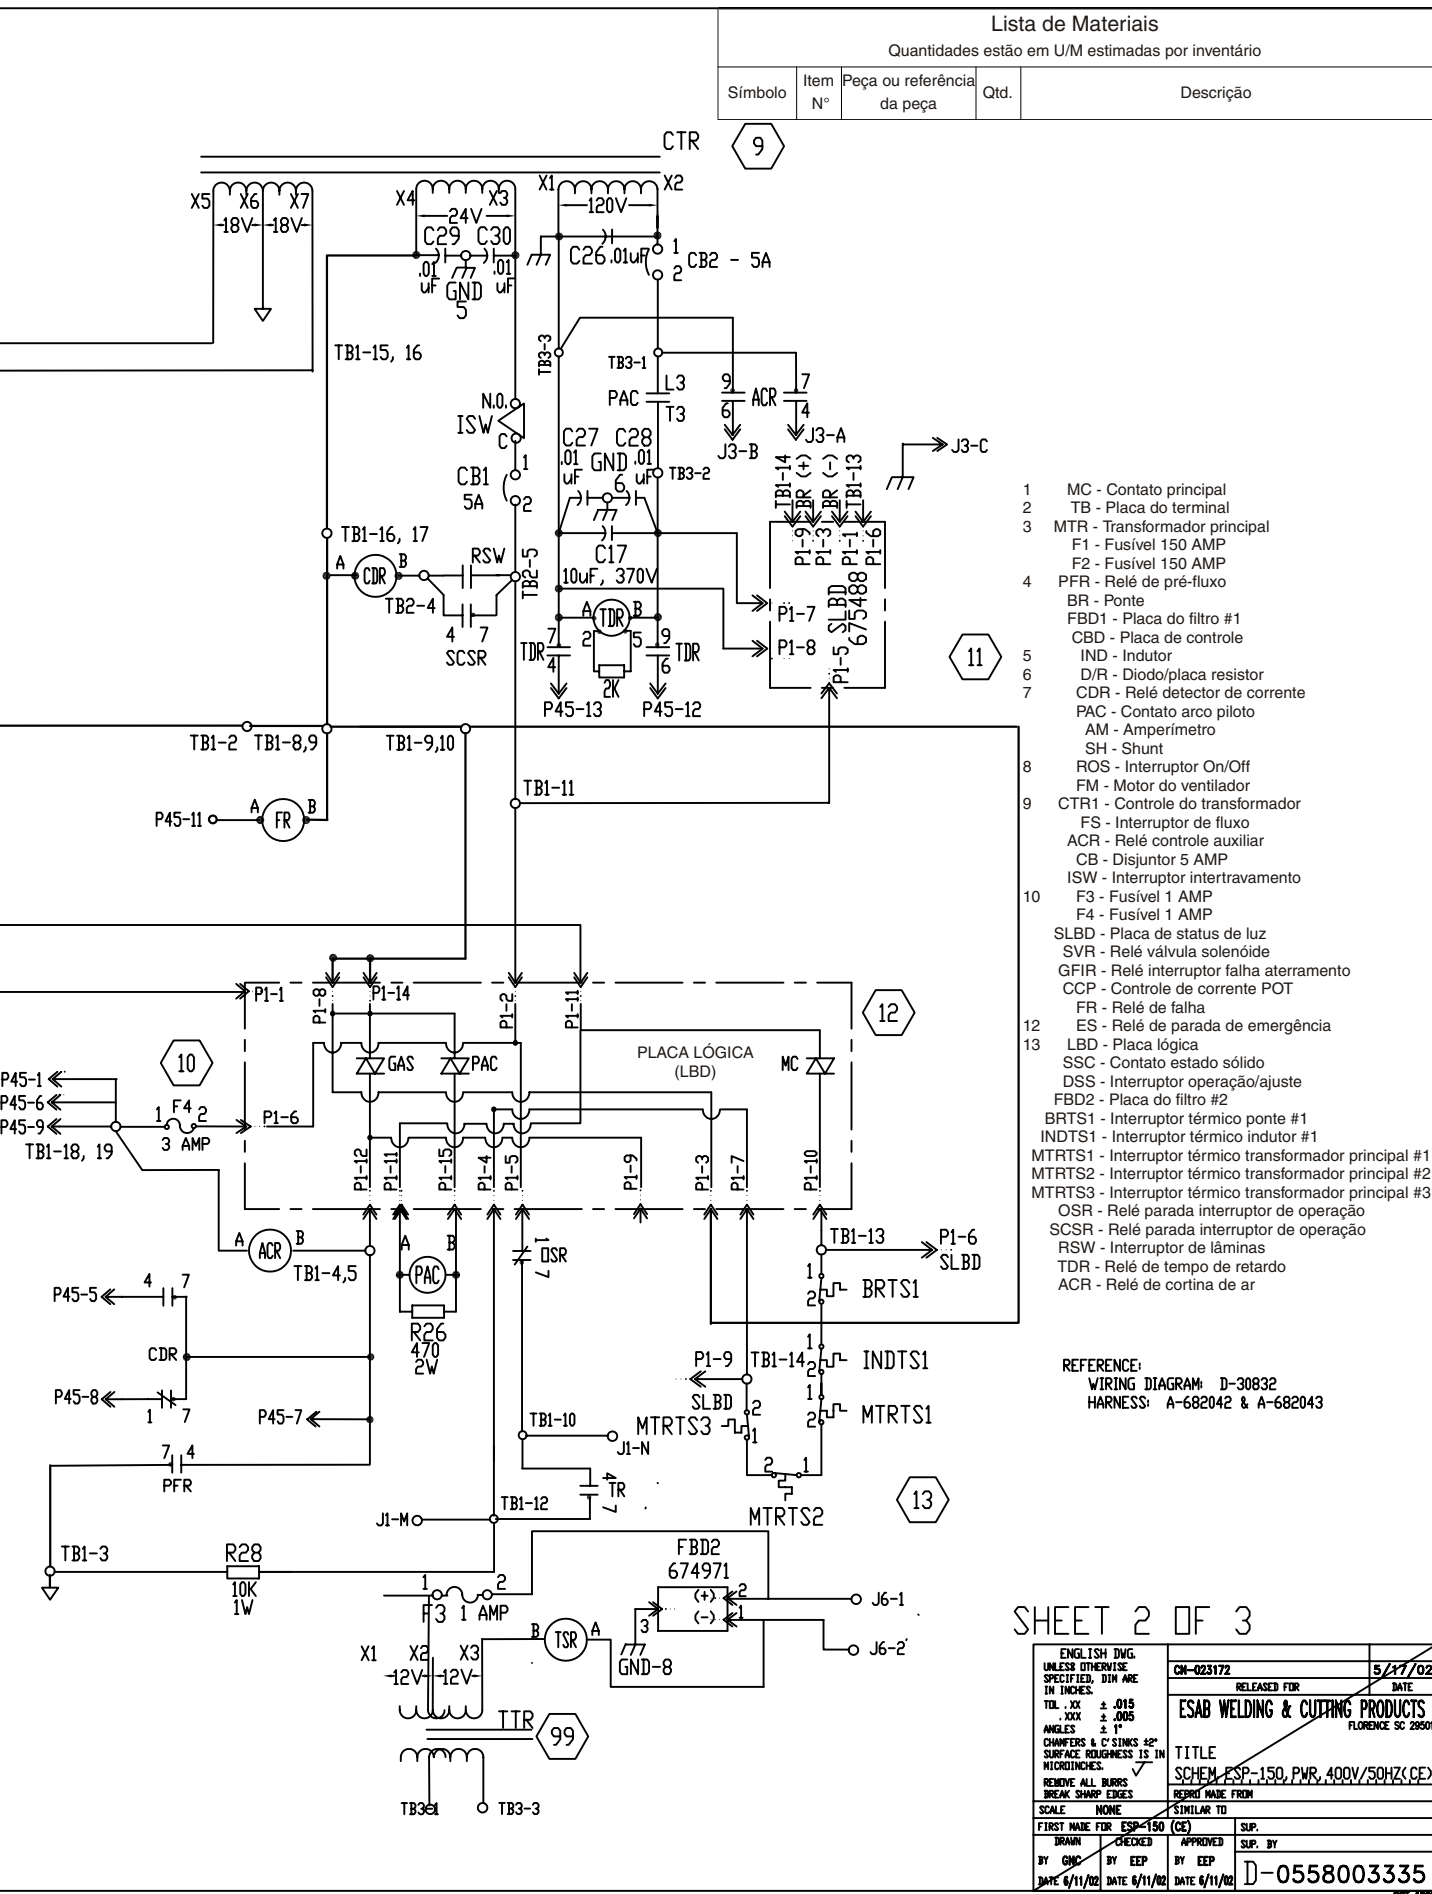 Lista de Materiais
Quantidades estão em U/M estimadas por inventário
Símbolo
Item N°
Peça ou referência da peça
Qtd.
Descrição
CTR
9
X5 X6 X7
18V 18V
X4 X3
24V
X1 X2
120V
C29 C30
.01 uF
GND 5
.01 uF
C26 .01uF
1
2
CB2 - 5A
TB1-15, 16
TB3-3
TB3-1
PAC
L3
T3
9
6
ACR
7
4
J3-B
J3-A
J3-C
N.O.
ISW
C
CB1
5A
1
2
C27 C28
.01 uF
GND 6
.01 uF
TB3-2
C17
10uF, 370V
TB1-14
BR (+)
BR (-)
TB1-13
P1-9
P1-3
P1-1
P1-6
P1-7
P1-8
P1-5
SLBD
675488
11
TB1-16, 17
A CDR B
RSW
TB2-5
TB2-4
4 7
SCSR
A TDR B
2 5
2K
7
TDR
4
9
TDR
6
P45-13
P45-12
TB1-2
TB1-8,9
TB1-9,10
TB1-11
P45-11
A FR B
1 MC - Contato principal
2 TB - Placa do terminal
3 MTR - Transformador principal
F1 - Fusível 150 AMP
F2 - Fusível 150 AMP
4 PFR - Relé de pré-fluxo
BR - Ponte
FBD1 - Placa do filtro #1
CBD - Placa de controle
5 IND - Indutor
6 D/R - Diodo/placa resistor
7 CDR - Relé detector de corrente
PAC - Contato arco piloto
AM - Amperímetro
SH - Shunt
8 ROS - Interruptor On/Off
FM - Motor do ventilador
9 CTR1 - Controle do transformador
FS - Interruptor de fluxo
ACR - Relé controle auxiliar
CB - Disjuntor 5 AMP
ISW - Interruptor intertravamento
10 F3 - Fusível 1 AMP
F4 - Fusível 1 AMP
SLBD - Placa de status de luz
SVR - Relé válvula solenóide
GFIR - Relé interruptor falha aterramento
CCP - Controle de corrente POT
FR - Relé de falha
12 ES - Relé de parada de emergência
13 LBD - Placa lógica
SSC - Contato estado sólido
DSS - Interruptor operação/ajuste
FBD2 - Placa do filtro #2
BRTS1 - Interruptor térmico ponte #1
INDTS1 - Interruptor térmico indutor #1
MTRTS1 - Interruptor térmico transformador principal #1
MTRTS2 - Interruptor térmico transformador principal #2
MTRTS3 - Interruptor térmico transformador principal #3
OSR - Relé parada interruptor de operação
SCSR - Relé parada interruptor de operação
RSW - Interruptor de lâminas
TDR - Relé de tempo de retardo
ACR - Relé de cortina de ar
P1-1
P1-8
P1-14
P1-2
P1-11
12
10
GAS
PAC
PLACA LÓGICA
(LBD)
MC
P45-1
P45-6
P45-9
TB1-18, 19
1 F4 2
3 AMP
P1-6
P1-12
P1-11
P1-15
P1-4
P1-5
P1-9
P1-3
P1-7
P1-10
A ACR B
TB1-4,5
A B
PAC
R26
470
2W
1 OSR 7
TB1-13
P1-6
SLBD
1
2
BRTS1
1
2
INDTS1
1
2
MTRTS1
P45-5
4 7
CDR
P45-8
1 7
P45-7
7 4
PFR
P1-9
SLBD
TB1-14
MTRTS3
2
1
2 1
MTRTS2
13
TB1-10
J1-N
4 TR 7
TB1-12
J1-M
TB1-3
R28
10K
1W
REFERENCE:
WIRING DIAGRAM: D-30832
HARNESS: A-682042 & A-682043
1 2
F3 1 AMP
FBD2
674971
(+) 2
(-) 1
3
GND-8
J6-1
J6-2
B TSR A
X1 X2 X3
12V 12V
TTR
99
TB3-1
TB3-3
SHEET 2 OF 3
ENGLISH DWG.
UNLESS OTHERWISE
SPECIFIED, DIM ARE
IN INCHES.
TOL .XX ± .015
.XXX ± .005
ANGLES ± 1°
CHAMFERS & C'SINKS ±2°
SURFACE ROUGHNESS IS IN
MICROINCHES.
REMOVE ALL BURRS
BREAK SHARP EDGES
CN-023172
5/17/02
RELEASED FOR
DATE
ESAB WELDING & CUTTING PRODUCTS
FLORENCE SC 29501
TITLE
SCHEM, ESP-150, PWR, 400V/50HZ(CE)
REPRO MADE FROM
SCALE NONE
SIMILAR TO
FIRST MADE FOR ESP-150 (CE)
SUP.
DRAWN
CHECKED
APPROVED
SUP. BY
BY GMC
BY EEP
BY EEP
DATE 6/11/02
DATE 6/11/02
DATE 6/11/02
D-0558003335